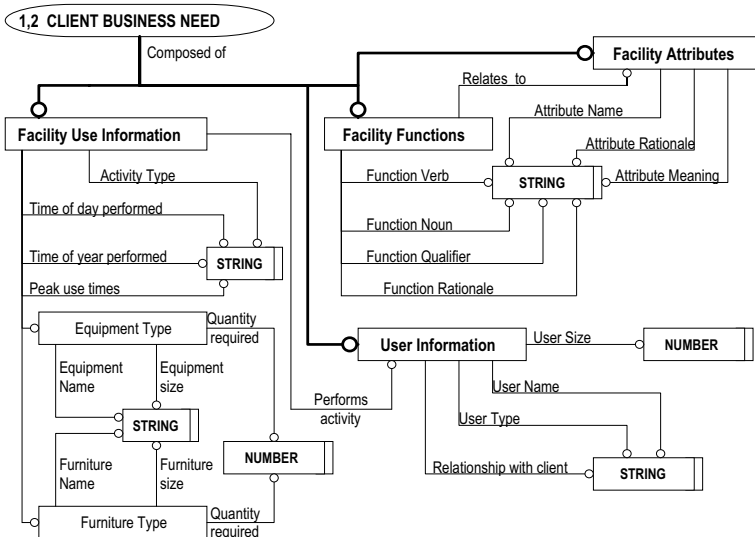 1,2 CLIENT BUSINESS NEED
Composed of
Facility Attributes
Relates to
Attribute Name
Facility Use Information
Facility Functions
Attribute Rationale
Activity Type
Function Verb
STRING
Attribute Meaning
Time of day performed
Function Noun
Time of year performed
STRING
Function Qualifier
Peak use times
Function Rationale
Equipment Type
Quantity
required
User Information
User Size
NUMBER
Equipment
Name
Equipment
size
User Name
Performs
activity
User Type
STRING
Furniture
Name
Furniture
size
NUMBER
Relationship with client
STRING
Furniture Type
Quantity
required